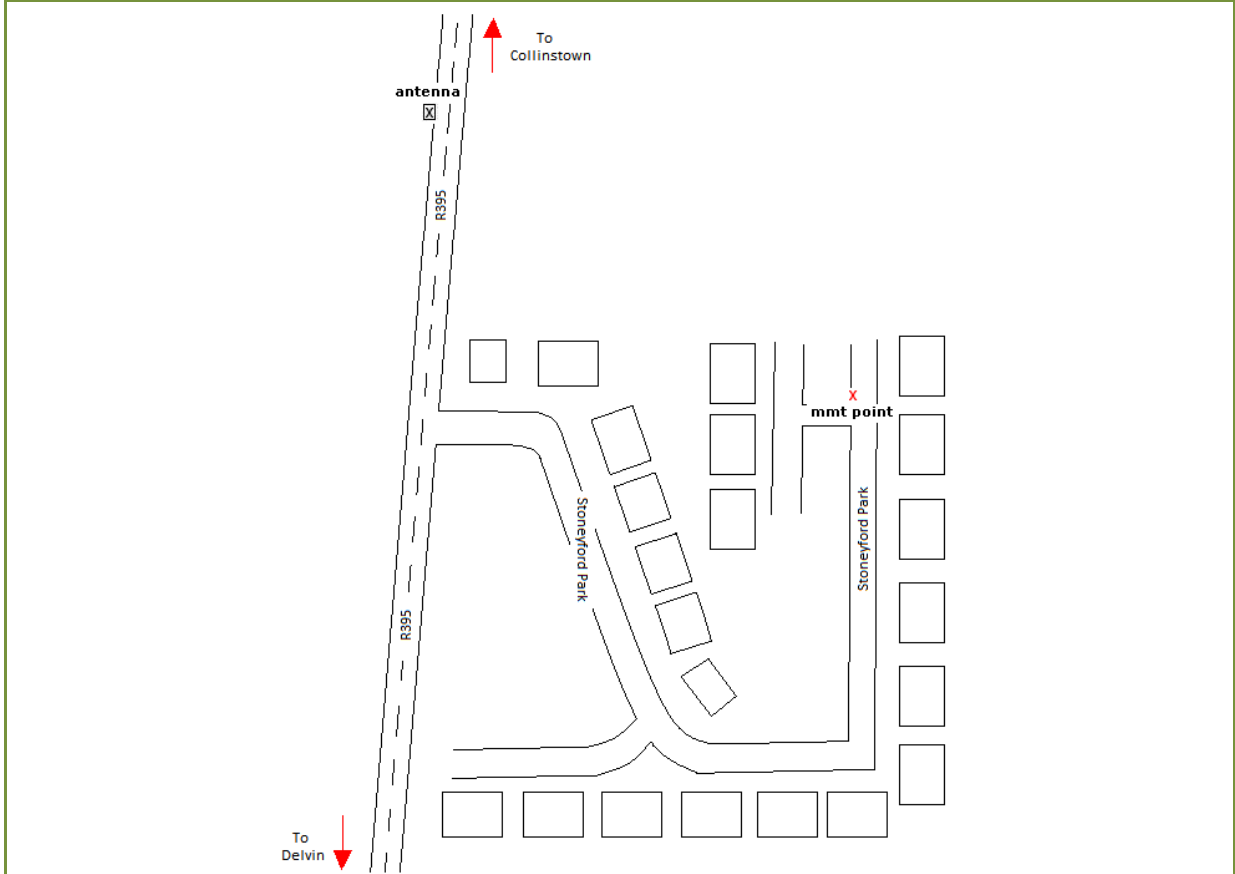 To
Collinstown
antenna
X
R395
X
mmt point
Stoneyford Park
Stoneyford Park
R395
To
Delvin